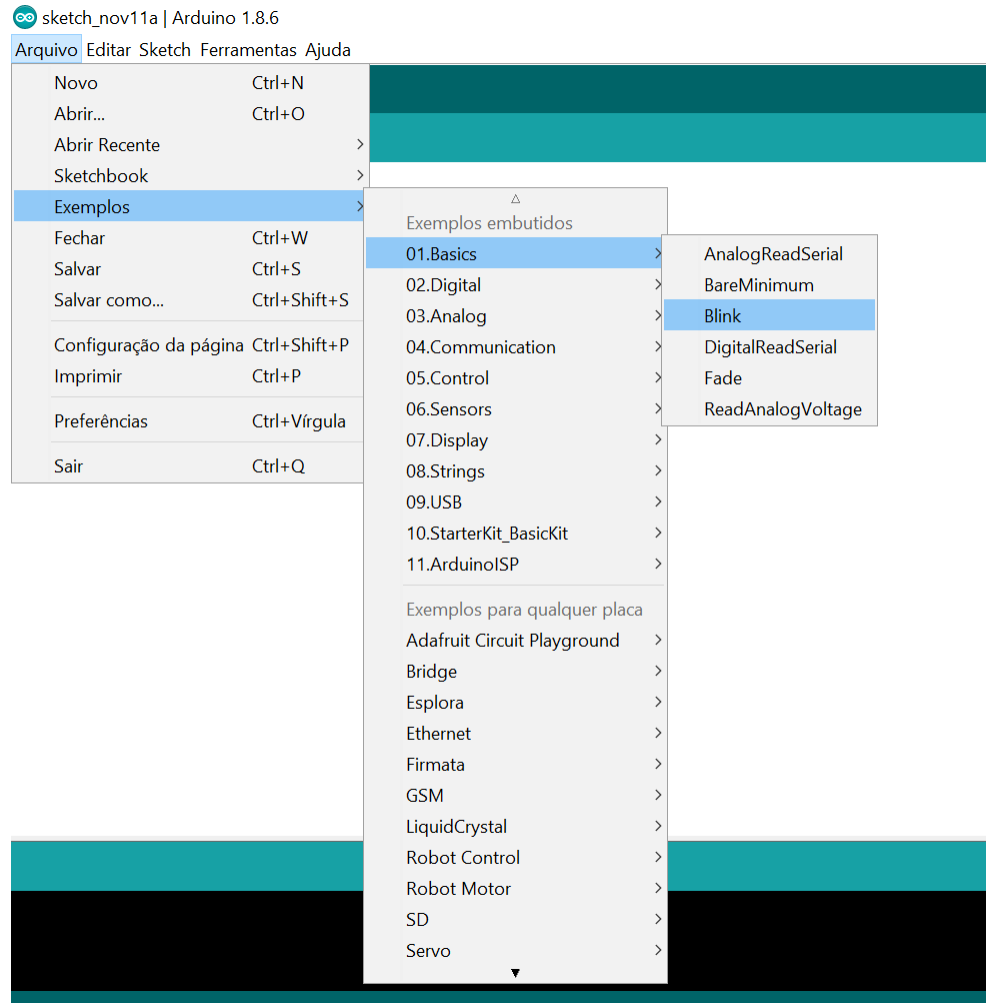 sketch_nov11a | Arduino 1.8.6
Arquivo Editar Sketch Ferramentas Ajuda
Novo Ctrl+N
Abrir... Ctrl+O
Abrir Recente
Sketchbook
Exemplos
Fechar Ctrl+W
Salvar Ctrl+S
Salvar como... Ctrl+Shift+S
Configuração da página Ctrl+Shift+P
Imprimir Ctrl+P
Preferências Ctrl+Vírgula
Sair Ctrl+Q
Exemplos embutidos
01.Basics
02.Digital
03.Analog
04.Communication
05.Control
06.Sensors
07.Display
08.Strings
09.USB
10.StarterKit_BasicKit
11.ArduinoISP
Exemplos para qualquer placa
Adafruit Circuit Playground
Bridge
Esplora
Ethernet
Firmata
GSM
LiquidCrystal
Robot Control
Robot Motor
SD
Servo
AnalogReadSerial
BareMinimum
Blink
DigitalReadSerial
Fade
ReadAnalogVoltage